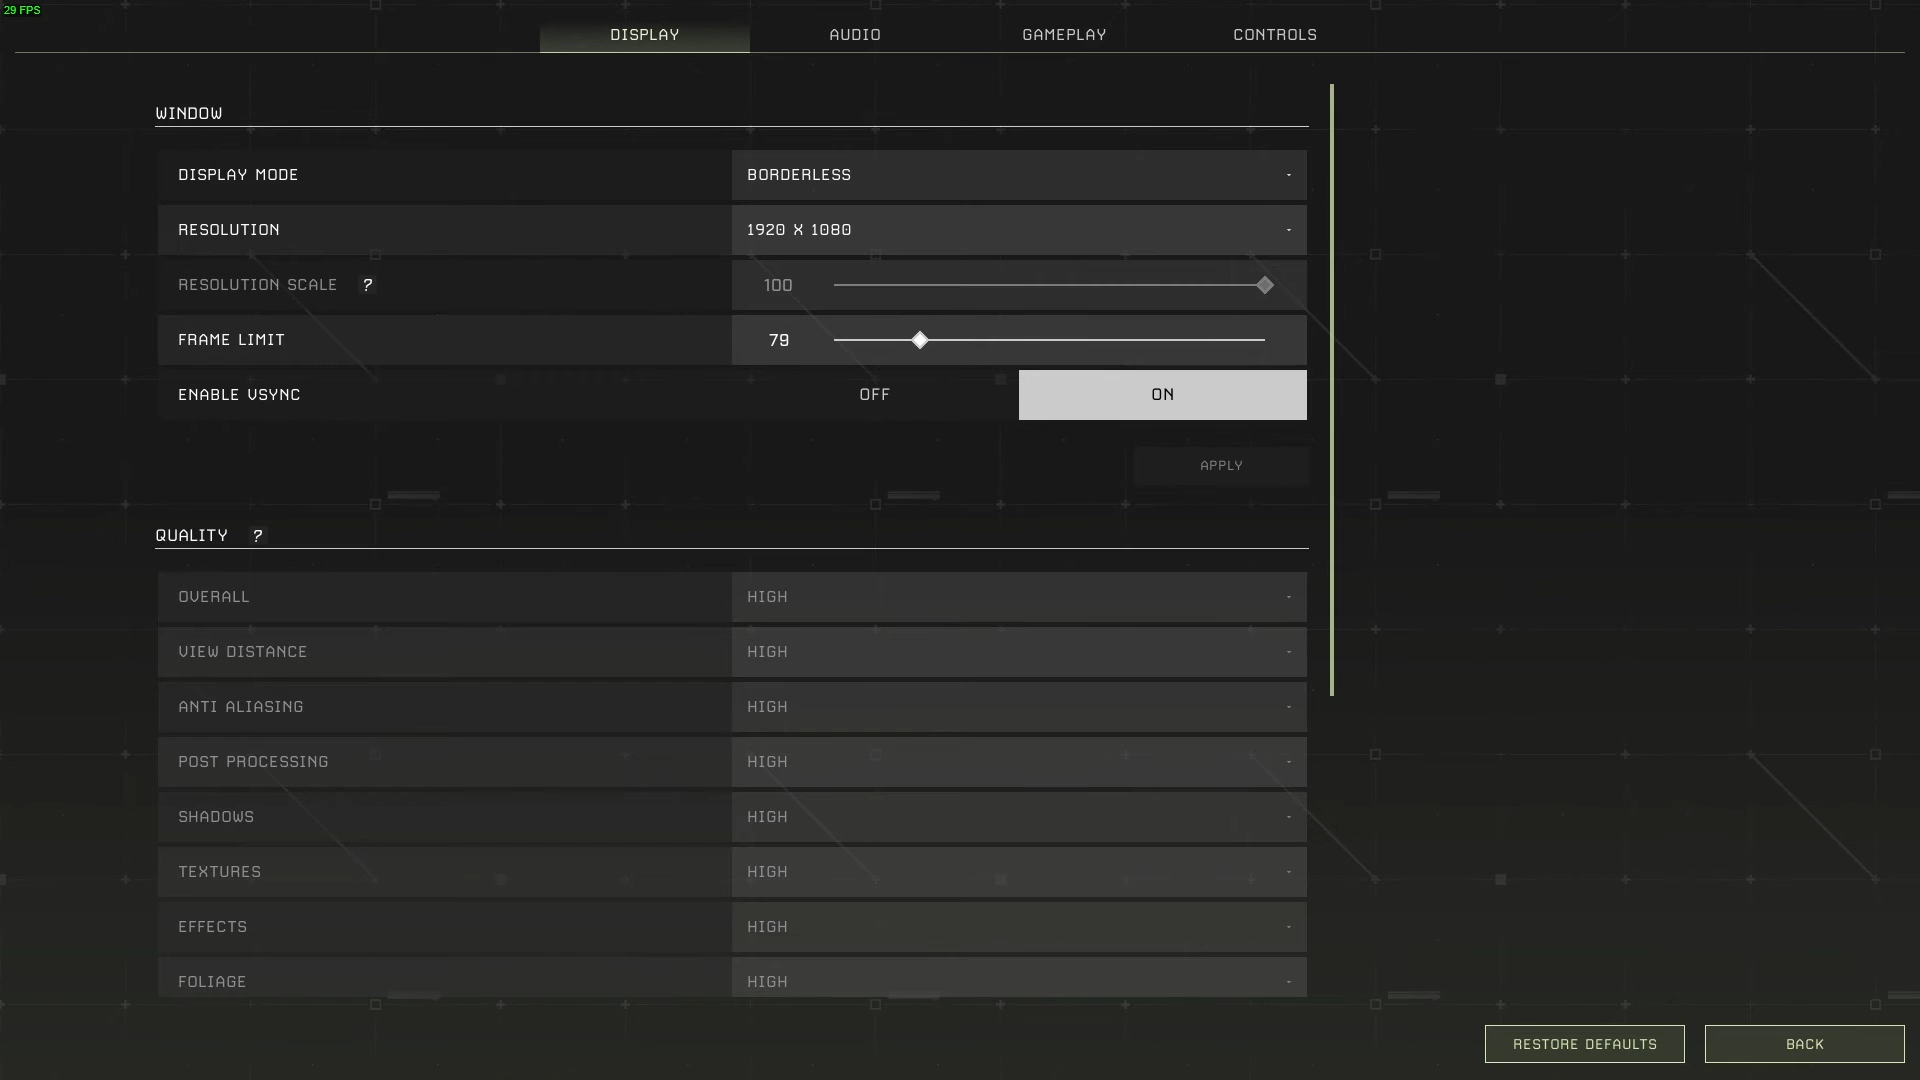 29 FPS
DISPLAY AUDIO GAMEPLAY CONTROLS
WINDOW
DISPLAY MODE BORDERLESS
RESOLUTION 1920 X 1080
RESOLUTION SCALE ? 100
FRAME LIMIT 79
ENABLE VSYNC OFF ON
APPLY
QUALITY ?
OVERALL HIGH
VIEW DISTANCE HIGH
ANTI ALIASING HIGH
POST PROCESSING HIGH
SHADOWS HIGH
TEXTURES HIGH
EFFECTS HIGH
FOLIAGE HIGH
RESTORE DEFAULTS BACK